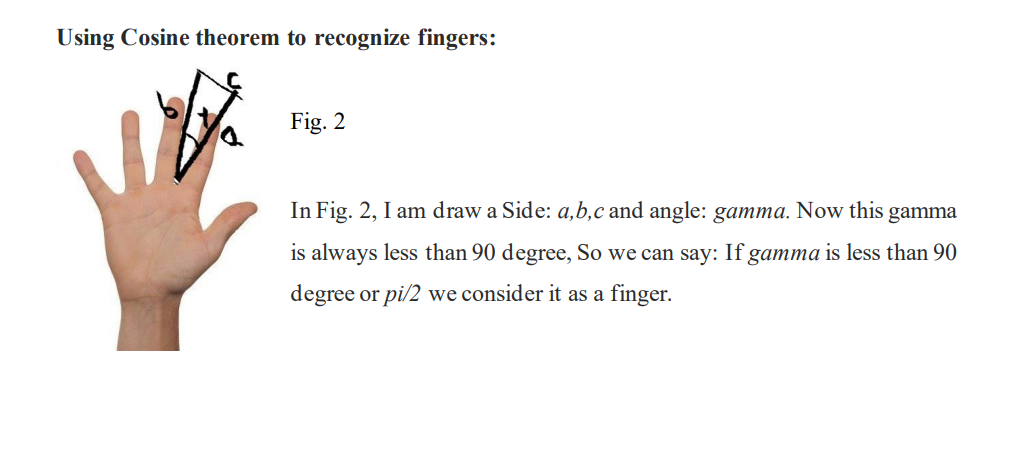 Using Cosine theorem to recognize fingers:
c
b
a
Fig. 2
In Fig. 2, I am draw a Side: a,b,c and angle: gamma. Now this gamma
is always less than 90 degree, So we can say: If gamma is less than 90
degree or pi/2 we consider it as a finger.